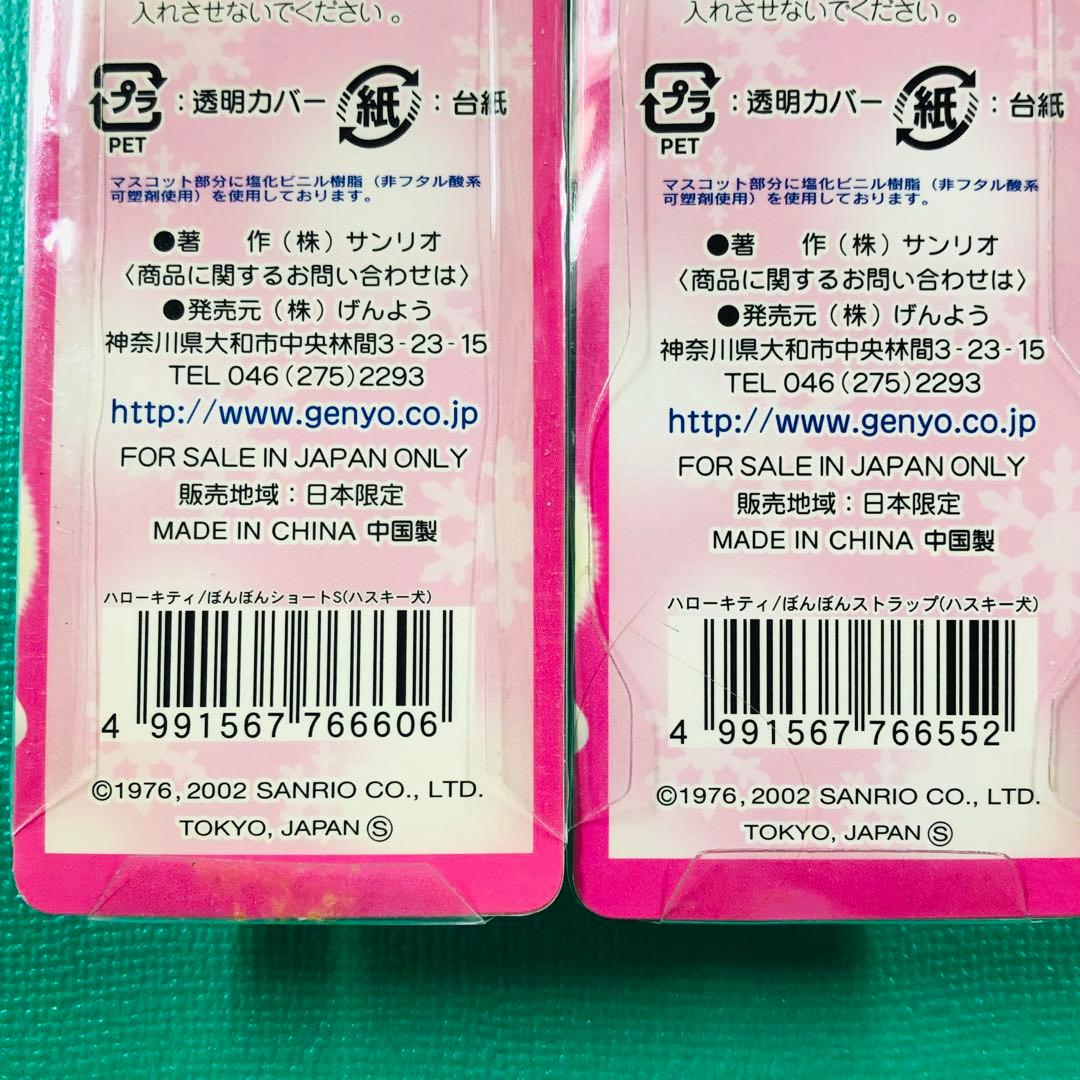 入れさせないでください。
プラ PET :透明カバー 紙 :台紙
マスコット部分に塩化ビニル樹脂(非フタル酸系
可塑剤使用)を使用しております。
●著 作(株)サンリオ
〈商品に関するお問い合わせは〉
●発売元(株)げんよう
神奈川県大和市中央林間3-23-15
TEL 046(275)2293
http://www.genyo.co.jp
FOR SALE IN JAPAN ONLY
販売地域:日本限定
MADE IN CHINA 中国製
ハローキティ/ぼんぼんショートS(ハスキー犬)
4 991567 766606
©1976, 2002 SANRIO CO., LTD.
TOKYO, JAPAN Ⓢ
入れさせないでください。
プラ PET :透明カバー 紙 :台紙
マスコット部分に塩化ビニル樹脂(非フタル酸系
可塑剤使用)を使用しております。
●著 作(株)サンリオ
〈商品に関するお問い合わせは〉
●発売元(株)げんよう
神奈川県大和市中央林間3-23-15
TEL 046(275)2293
http://www.genyo.co.jp
FOR SALE IN JAPAN ONLY
販売地域:日本限定
MADE IN CHINA 中国製
ハローキティ/ぼんぼんストラップ(ハスキー犬)
4 991567 766552
©1976, 2002 SANRIO CO., LTD.
TOKYO, JAPAN Ⓢ